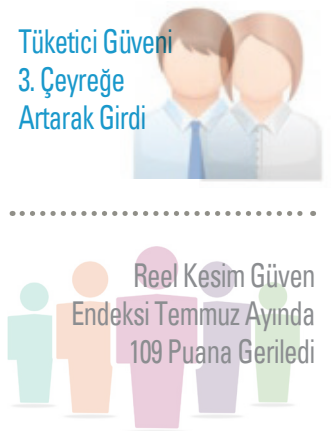 Tüketici Güveni
3. Çeyreğe
Artarak Girdi
Reel Kesim Güven
Endeksi Temmuz Ayında
109 Puana Geriledi